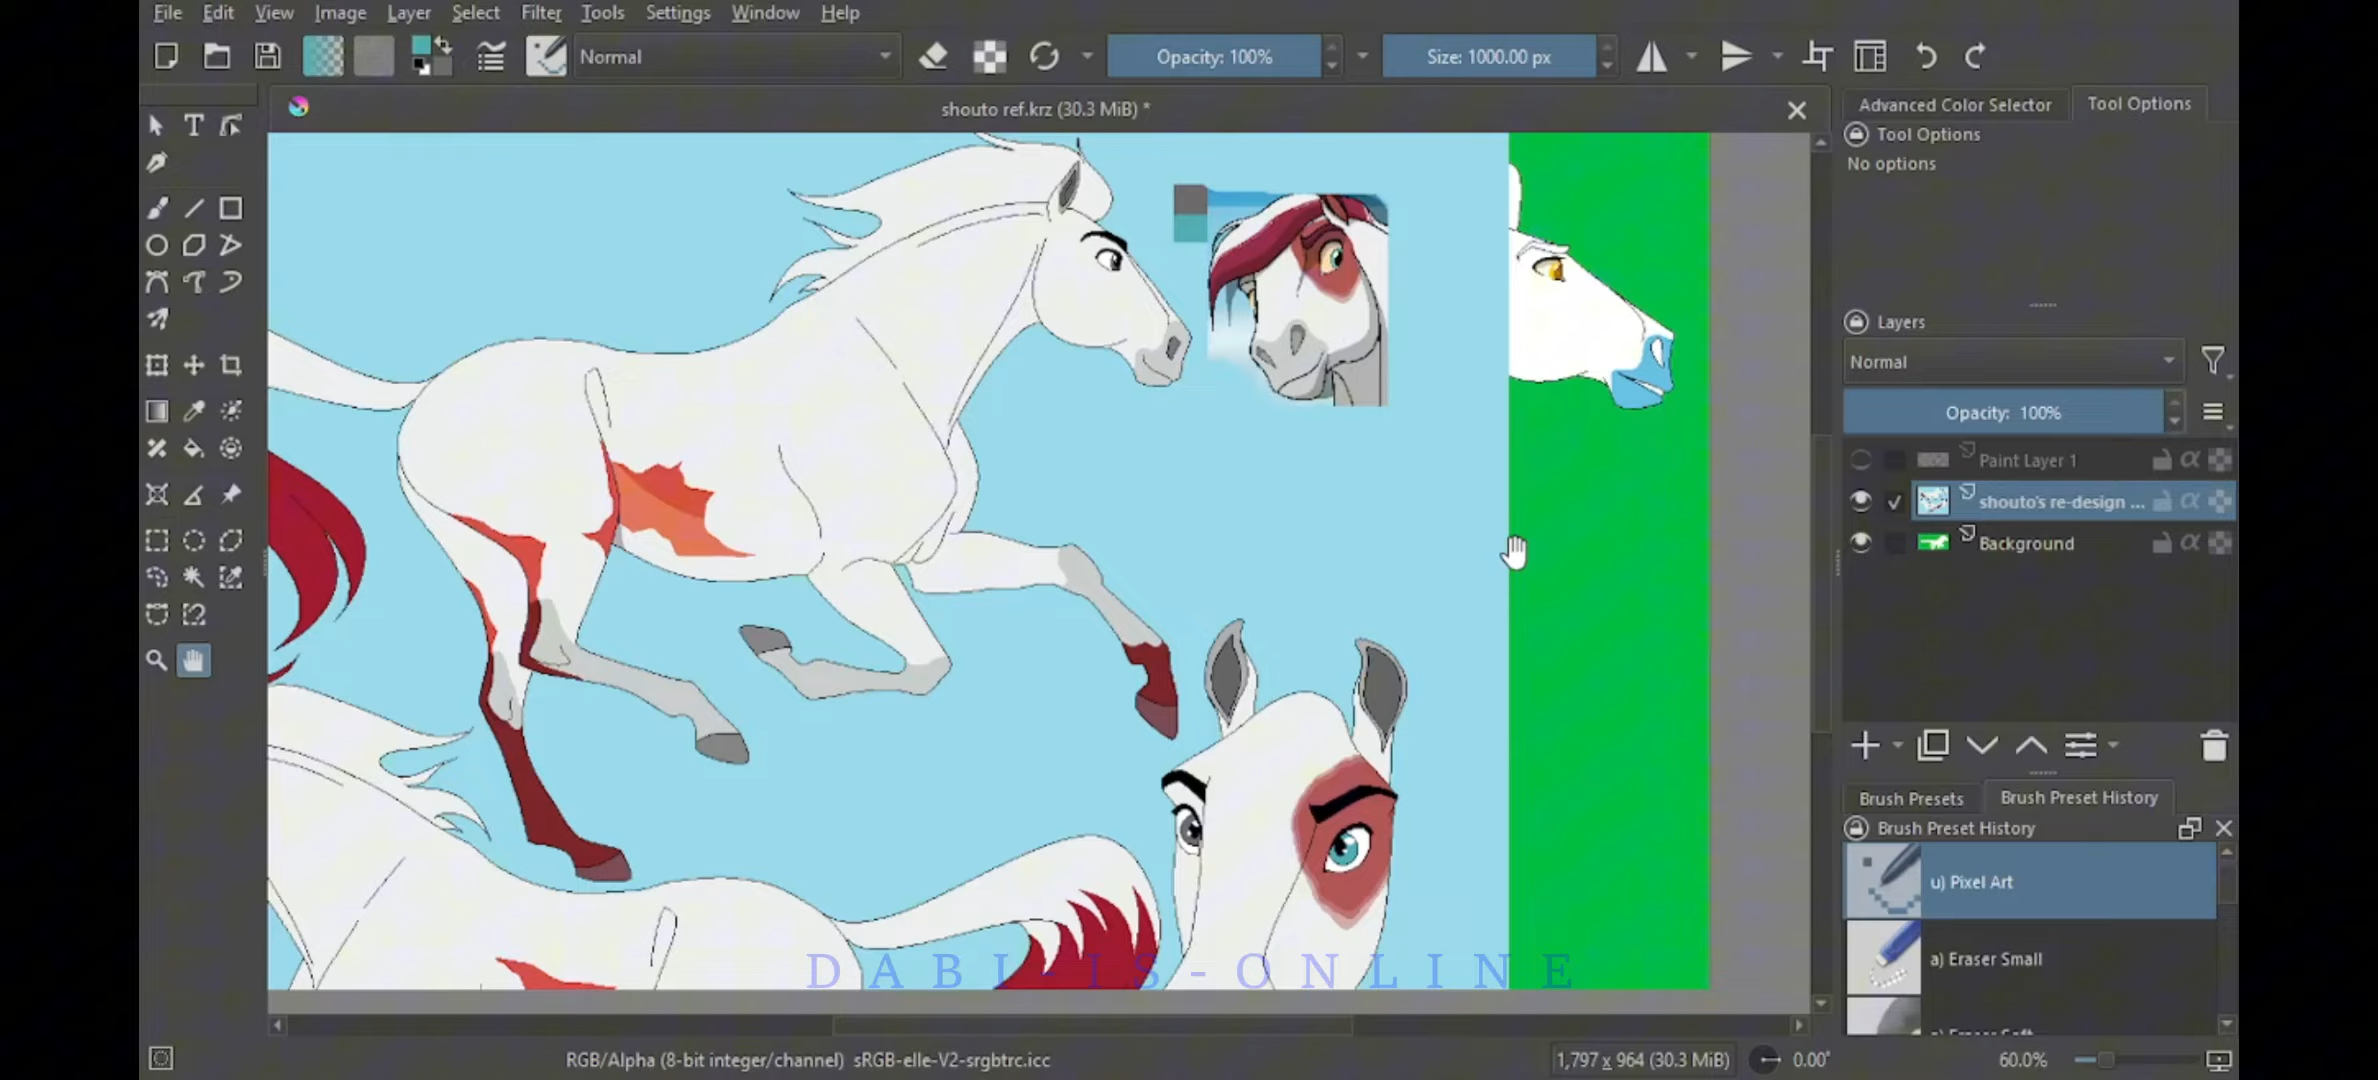 File Edit View Image Layer Select Filter Tools Settings Window Help
Normal
Opacity: 100%
Size: 1000.00 px
shouto ref.krz (30.3 MiB) *
Advanced Color Selector
Tool Options
Tool Options
No options
Layers
Normal
Opacity: 100%
Paint Layer 1
shouto's re-design ...
Background
Brush Presets
Brush Preset History
Brush Preset History
u) Pixel Art
a) Eraser Small
DABI-IS-ONLINE
RGB/Alpha (8-bit integer/channel) sRGB-elle-V2-srgbtrc.icc
1,797 x 964 (30.3 MiB)
0.00°
60.0%